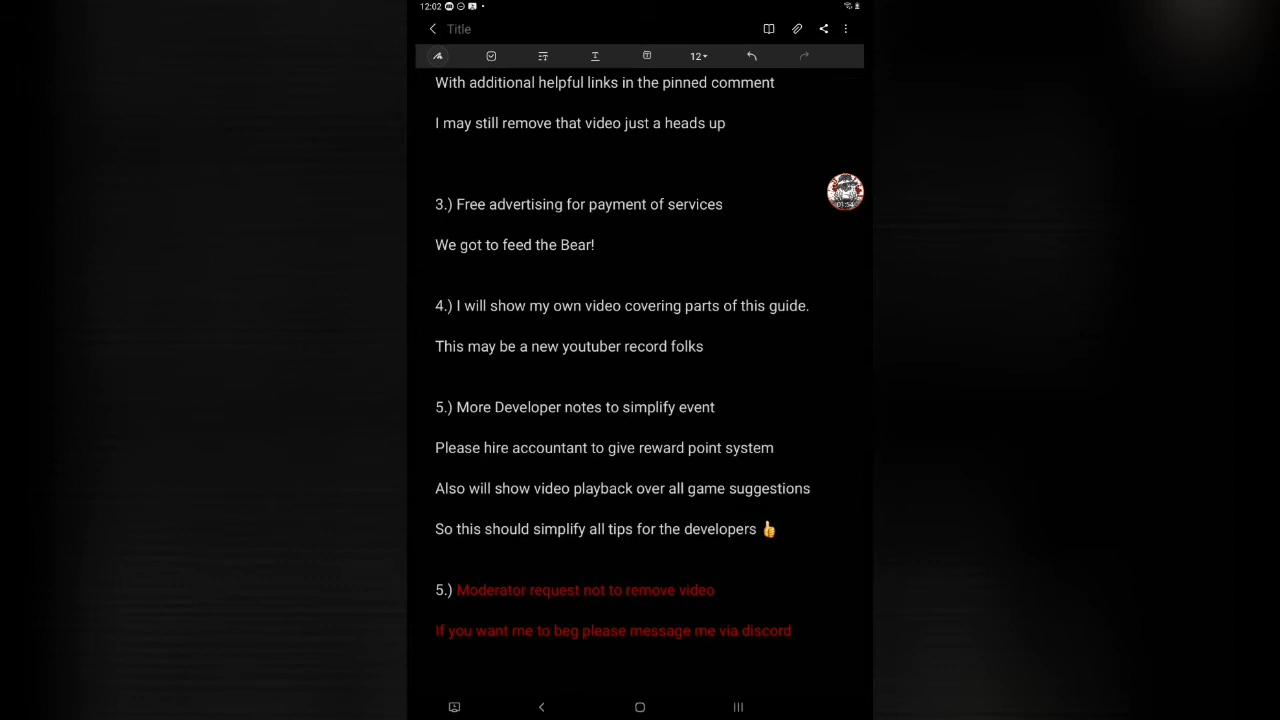 12:02
Title
12
With additional helpful links in the pinned comment
I may still remove that video just a heads up
3.) Free advertising for payment of services
01:54
We got to feed the Bear!
4.) I will show my own video covering parts of this guide.
This may be a new youtuber record folks
5.) More Developer notes to simplify event
Please hire accountant to give reward point system
Also will show video playback over all game suggestions
So this should simplify all tips for the developers 👍
5.) Moderator request not to remove video
If you want me to beg please message me via discord